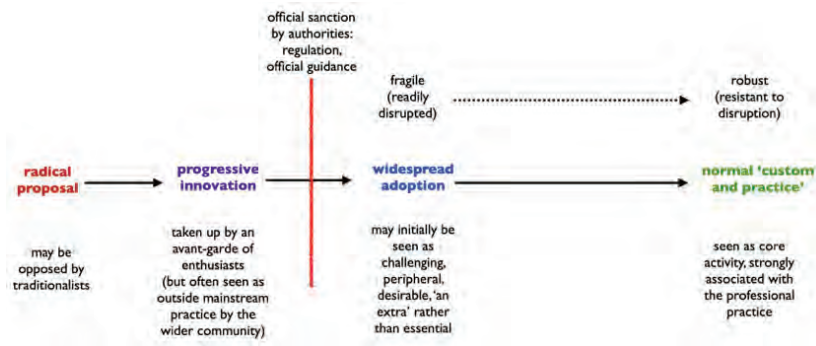 official sanction
by authorities:
regulation,
official guidance
fragile
(readily
disrupted)
robust
(resistant to
disruption)
radical
proposal
progressive
innovation
widespread
adoption
normal ‘custom
and practice’
may be
opposed by
traditionalists
taken up by an
avant-garde of
enthusiasts
(but often seen as
outside mainstream
practice by the
wider community)
may initially be
seen as
challenging,
peripheral,
desirable, ‘an
extra’ rather
than essential
seen as core
activity, strongly
associated with
the professional
practice